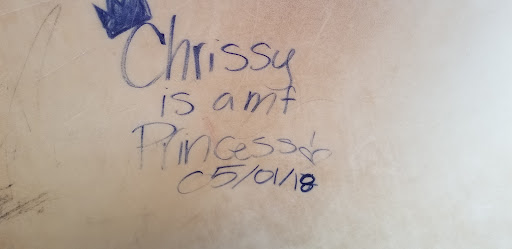 Chrissy
is a mf
Princess
05/01/18